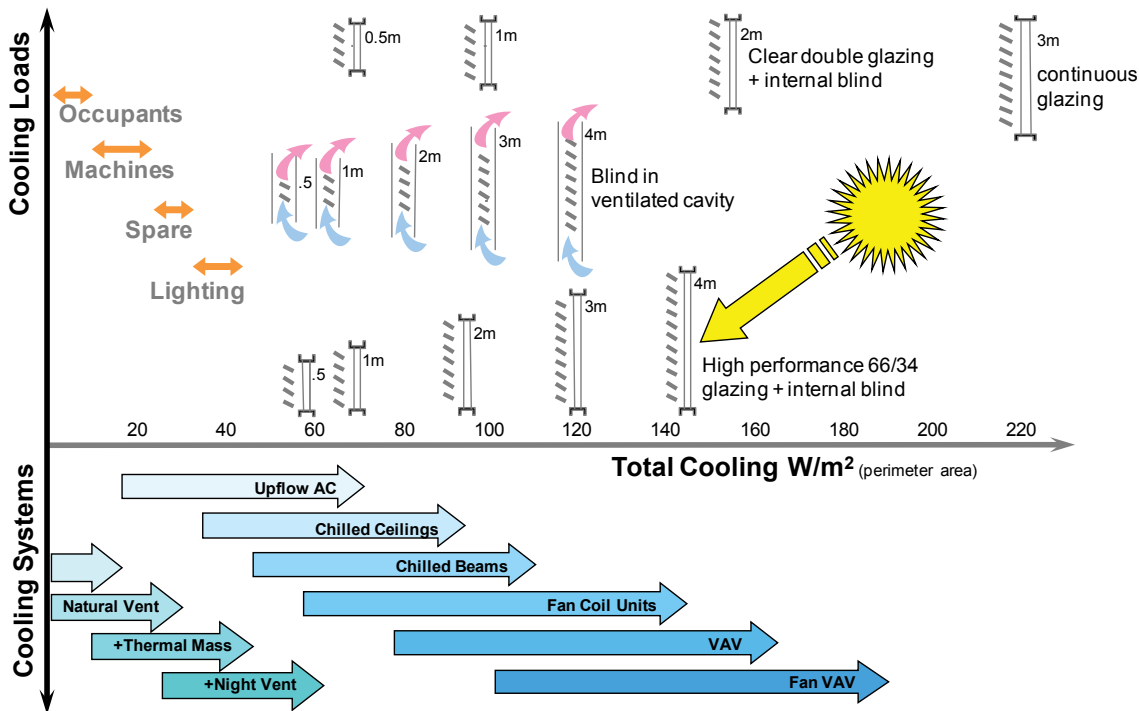 Cooling Loads
0.5m
1m
2m
Clear double glazing
+ internal blind
3m
continuous
glazing
Occupants
Machines
Spare
Lighting
.5
1m
2m
3m
4m
Blind in
ventilated cavity
.5
1m
2m
3m
4m
High performance 66/34
glazing + internal blind
20 40 60 80 100 120 140 160 180 200 220
Total Cooling W/m² (perimeter area)
Cooling Systems
Upflow AC
Chilled Ceilings
Chilled Beams
Natural Vent
Fan Coil Units
+Thermal Mass
VAV
+Night Vent
Fan VAV